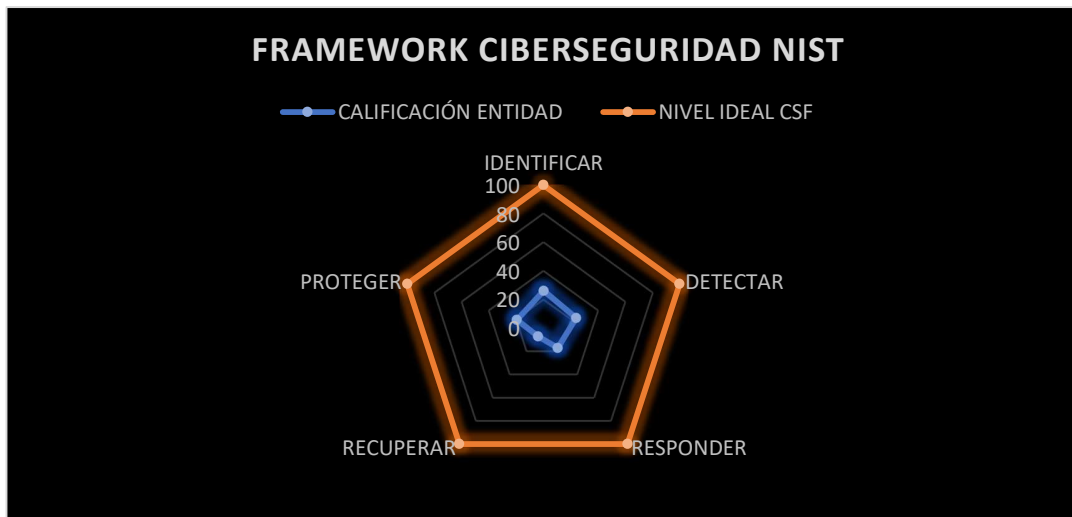 FRAMEWORK CIBERSEGURIDAD NIST
CALIFICACIÓN ENTIDAD NIVEL IDEAL CSF
IDENTIFICAR
100
80
60
40
20
0
PROTEGER DETECTAR
RECUPERAR RESPONDER